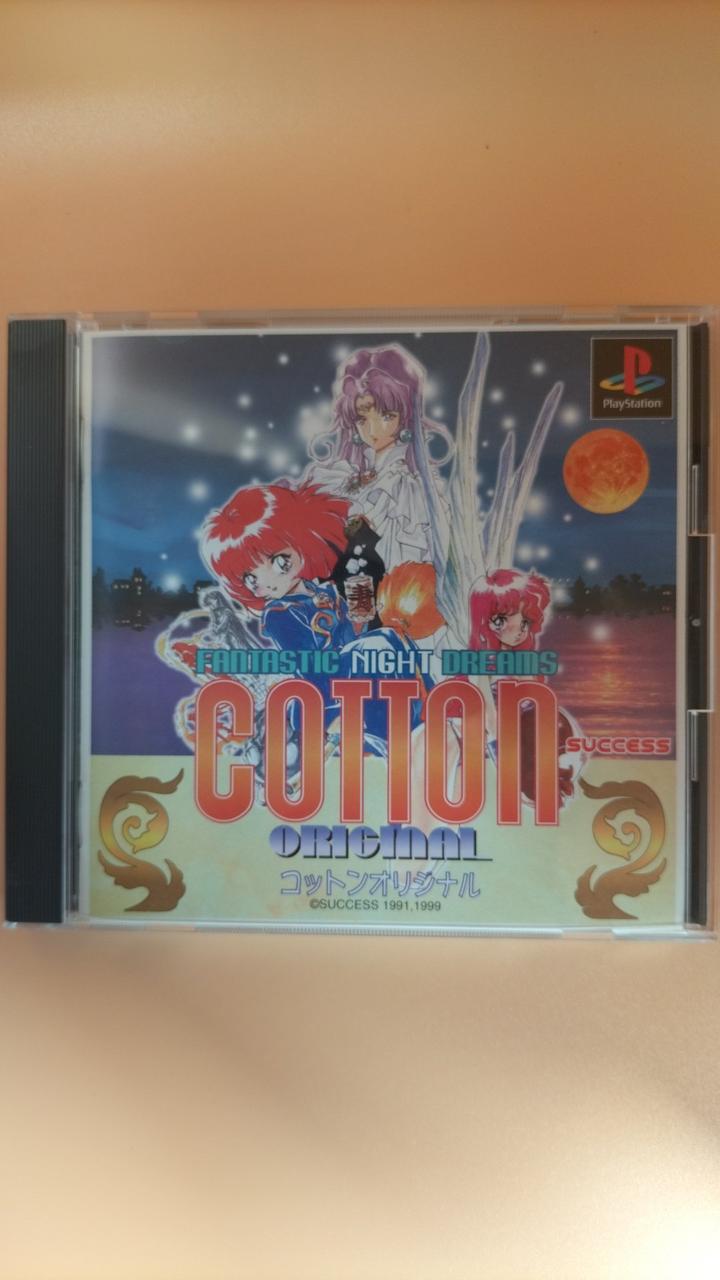 PlayStation
FANTASTIC NIGHT DREAMS
COTTON
SUCCESS
ORIGINAL
コットンオリジナル
©SUCCESS 1991,1999